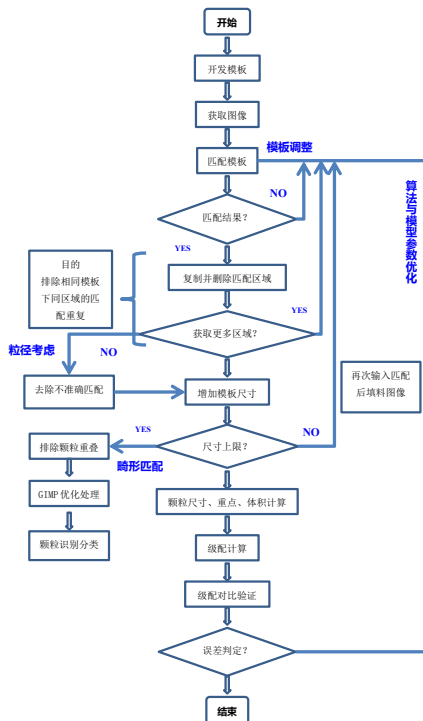 开始
开发模板
获取图像
匹配模板
模板调整
NO
匹配结果?
YES
目的
排除相同模板
下同区域的匹
配重复
复制并删除匹配区域
YES
获取更多区域?
粒径考虑
NO
去除不准确匹配
增加模板尺寸
再次输入匹配
后填料图像
算法与模型参数优化
YES
NO
尺寸上限?
排除颗粒重叠
畸形匹配
GIMP 优化处理
颗粒尺寸、重点、体积计算
颗粒识别分类
级配计算
级配对比验证
误差判定?
结束